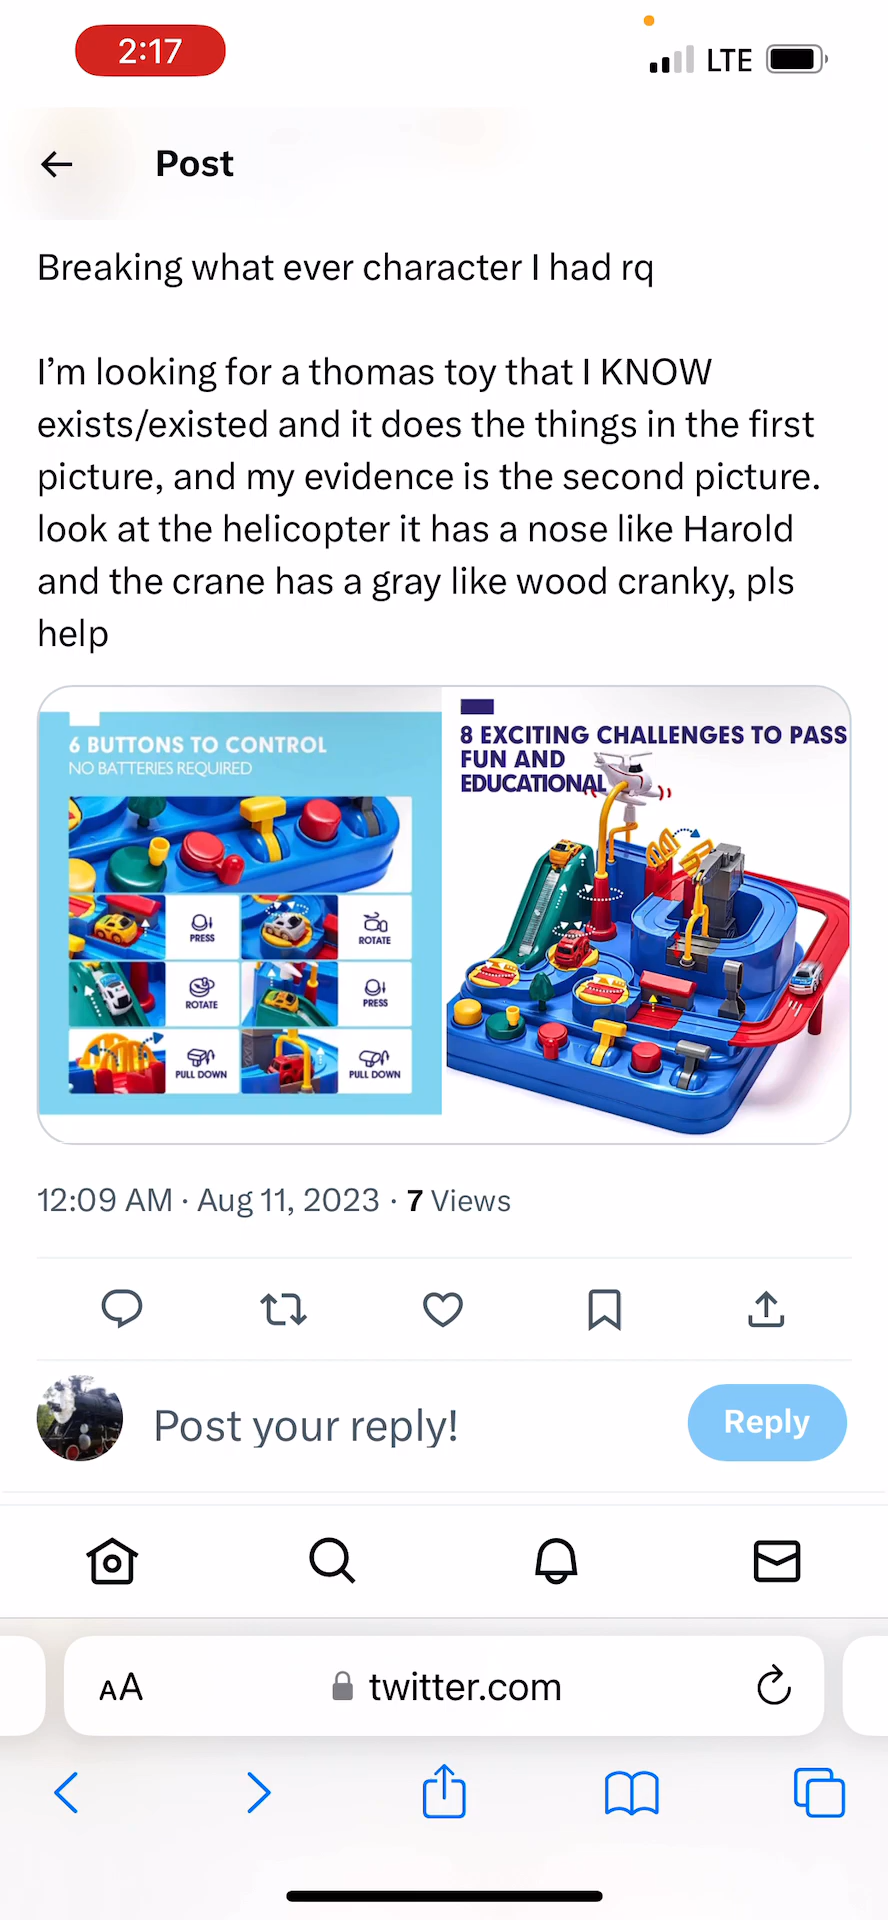 2:17
LTE
Post
Breaking what ever character I had rq
I'm looking for a thomas toy that I KNOW
exists/existed and it does the things in the first
picture, and my evidence is the second picture.
look at the helicopter it has a nose like Harold
and the crane has a gray like wood cranky, pls
help
6 BUTTONS TO CONTROL
NO BATTERIES REQUIRED
PRESS
ROTATE
ROTATE
PRESS
PULL DOWN
PULL DOWN
8 EXCITING CHALLENGES TO PASS
FUN AND
EDUCATIONAL
12:09 AM · Aug 11, 2023 · 7 Views
Post your reply!
Reply
AA
twitter.com